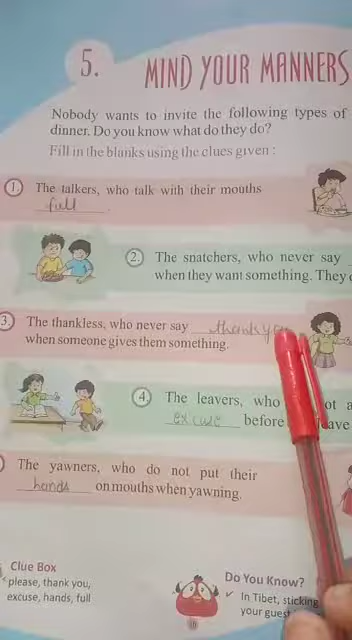 5.
MIND YOUR MANNERS
Nobody wants to invite the following types of
dinner. Do you know what do they do?
Fill in the blanks using the clues given :
1. The talkers, who talk with their mouths
full.
2. The snatchers, who never say
when they want something. They
3. The thankless, who never say thank you
when someone gives them something.
4. The leavers, who
excuse before
The yawners, who do not put their
hands on mouths when yawning.
Clue Box
please, thank you,
excuse, hands, full
Do You Know?
✓ In Tibet, sticking
your guest